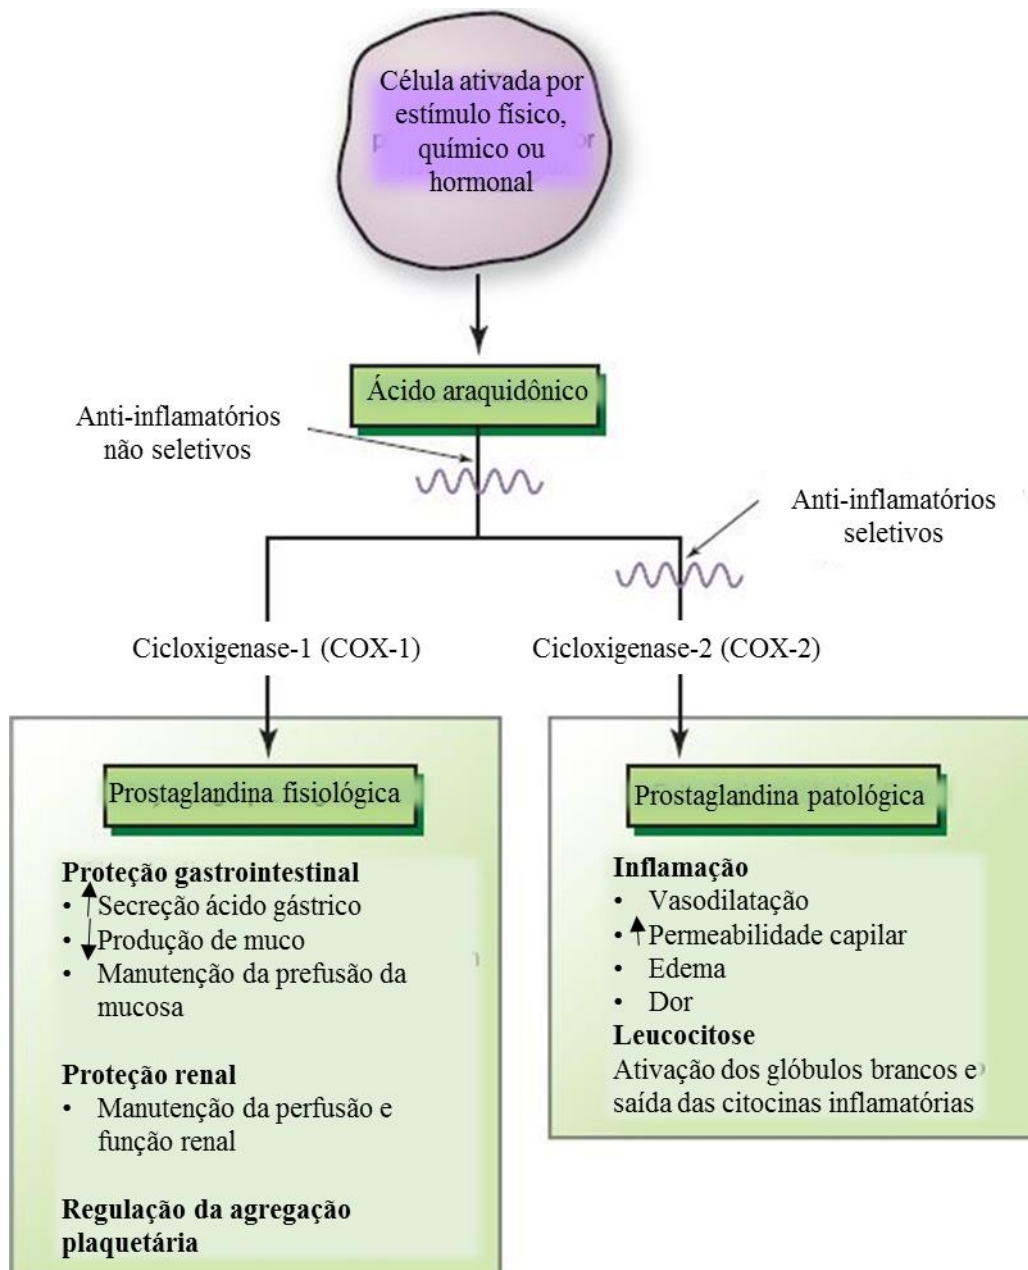 Célula ativada por
estímulo físico,
químico ou
hormonal
Ácido araquidônico
Anti-inflamatórios
não seletivos
Anti-inflamatórios
seletivos
Cicloxigenase-1 (COX-1)
Cicloxigenase-2 (COX-2)
Prostaglandina fisiológica
Proteção gastrointestinal
• ↑ Secreção ácido gástrico
• ↓ Produção de muco
• Manutenção da prefusão da
mucosa
Proteção renal
• Manutenção da perfusão e
função renal
Regulação da agregação
plaquetária
Prostaglandina patológica
Inflamação
• Vasodilatação
• ↑ Permeabilidade capilar
• Edema
• Dor
Leucocitose
Ativação dos glóbulos brancos e
saída das citocinas inflamatórias